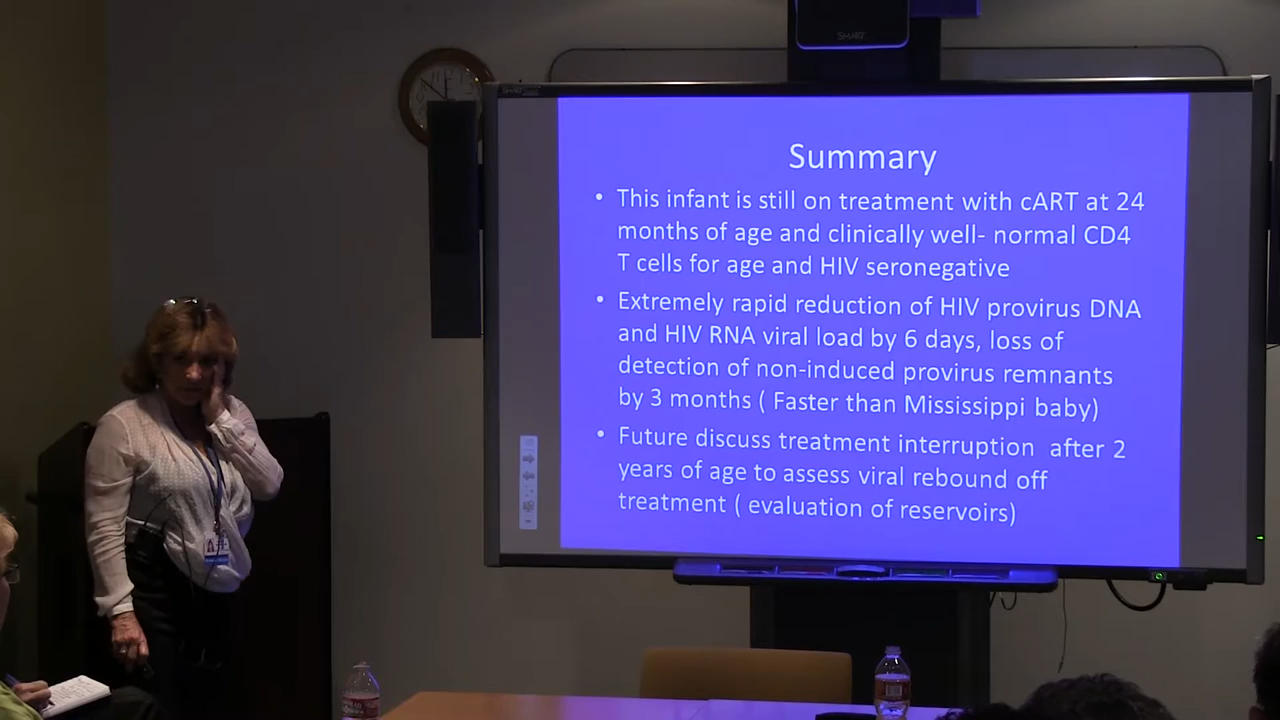 SMART
Summary
• This infant is still on treatment with cART at 24
months of age and clinically well- normal CD4
T cells for age and HIV seronegative
• Extremely rapid reduction of HIV provirus DNA
and HIV RNA viral load by 6 days, loss of
detection of non-induced provirus remnants
by 3 months ( Faster than Mississippi baby)
• Future discuss treatment interruption after 2
years of age to assess viral rebound off
treatment ( evaluation of reservoirs)